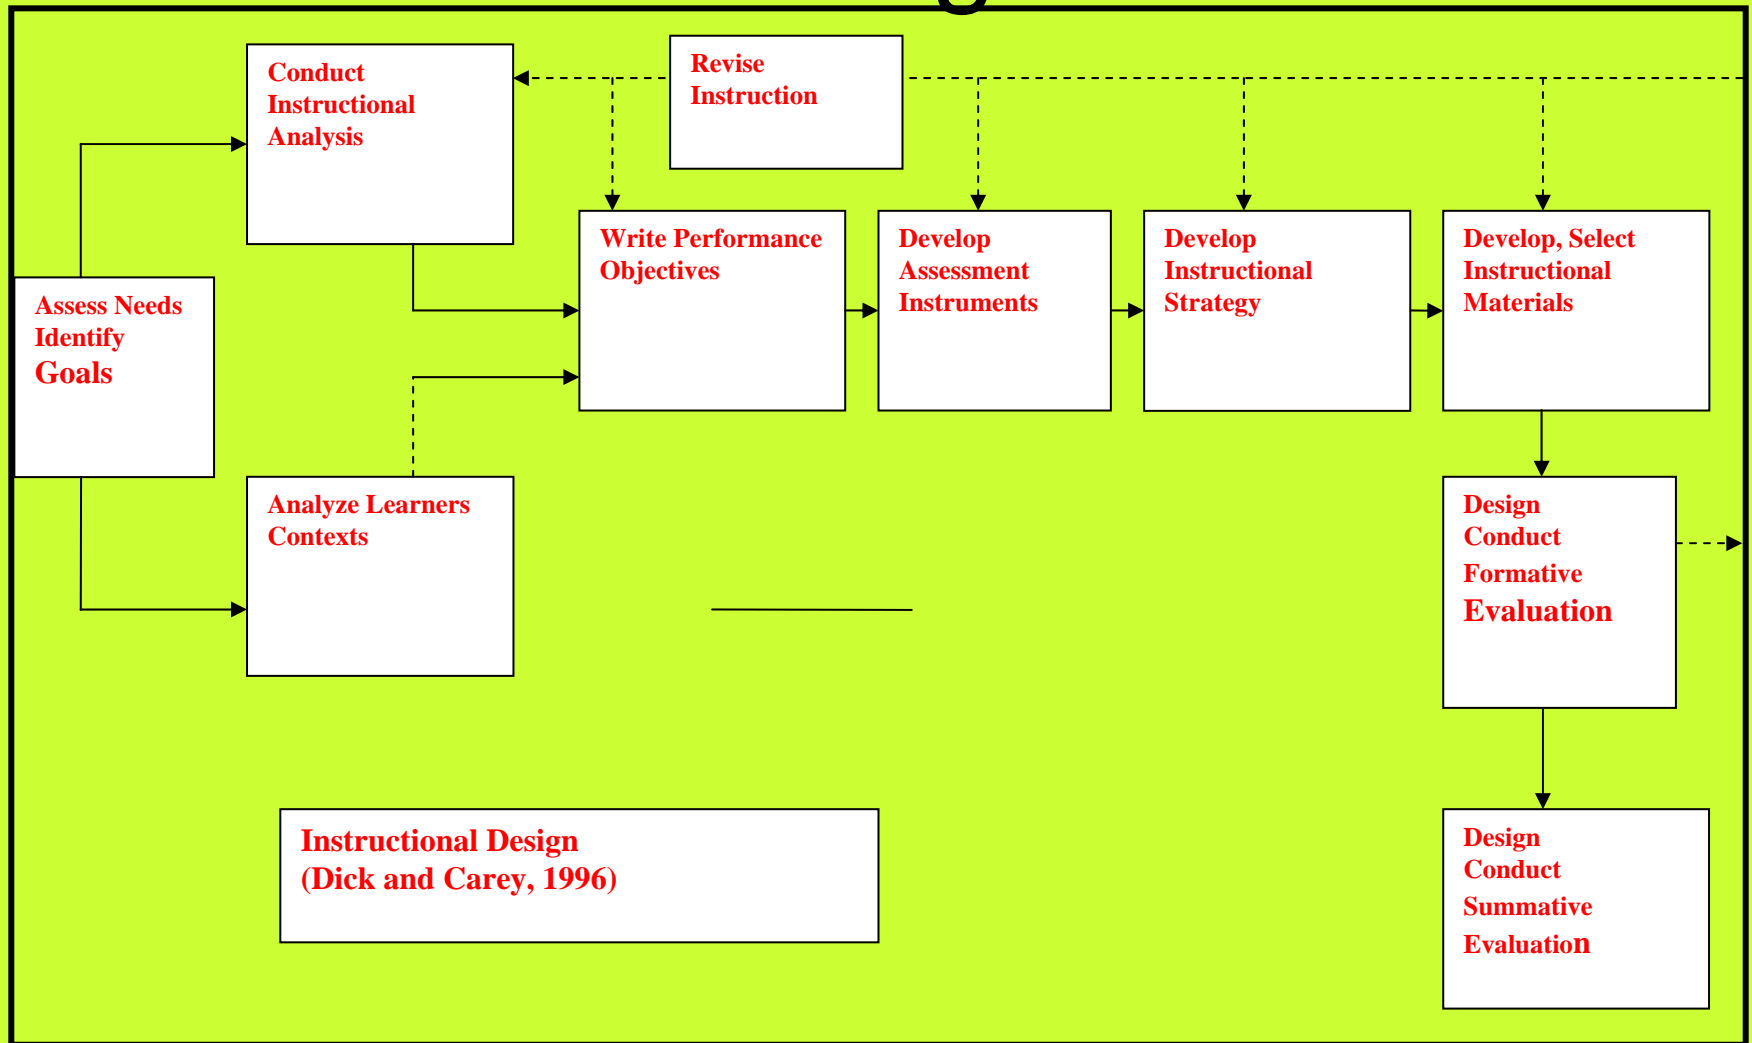 Conduct
Instructional
Analysis
Revise
Instruction
Write Performance
Objectives
Develop
Assessment
Instruments
Develop
Instructional
Strategy
Develop, Select
Instructional
Materials
Assess Needs
Identify
Goals
Analyze Learners
Contexts
Design
Conduct
Formative
Evaluation
Instructional Design
(Dick and Carey, 1996)
Design
Conduct
Summative
Evaluation